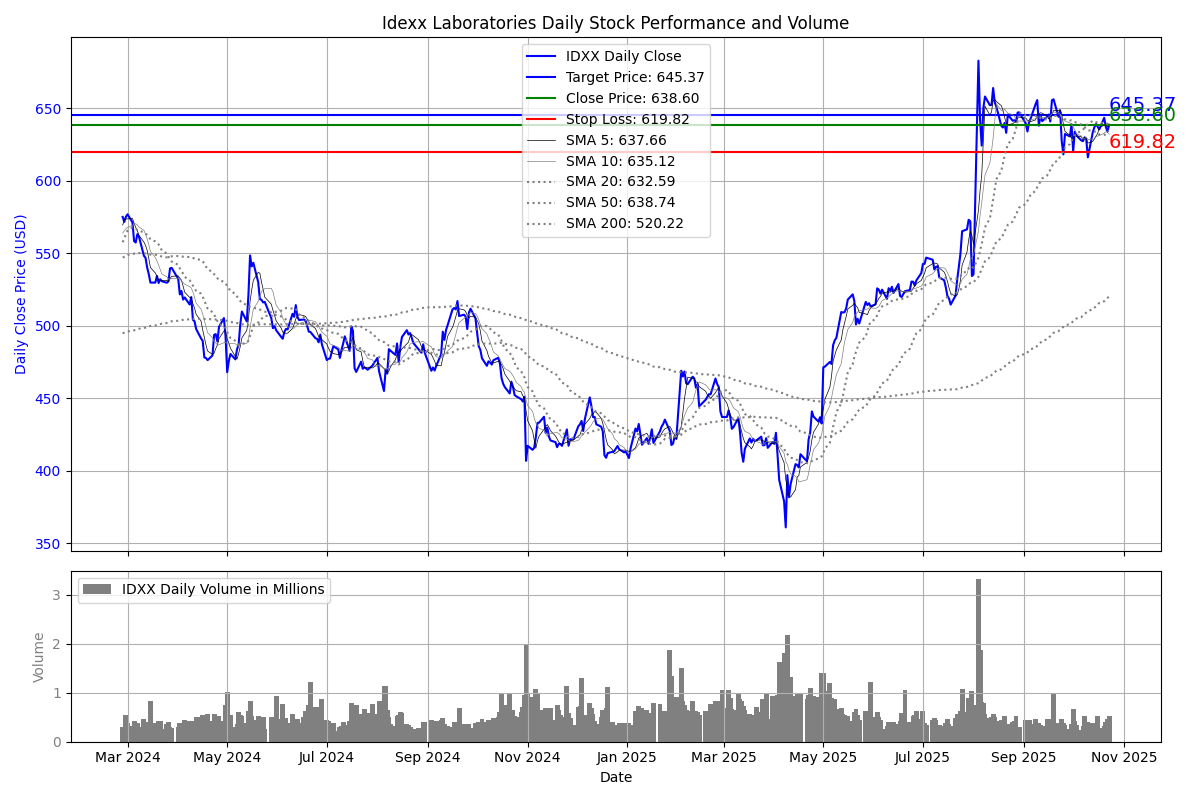 Idexx Laboratories Daily Stock Performance and Volume
IDXX Daily Close
Target Price: 645.37
Close Price: 638.60
Stop Loss: 619.82
SMA 5: 637.66
SMA 10: 635.12
SMA 20: 632.59
SMA 50: 638.74
SMA 200: 520.22
645.37
638.60
619.82
Daily Close Price (USD)
650
600
550
500
450
400
350
IDXX Daily Volume in Millions
Volume
3
2
1
0
Mar 2024 May 2024 Jul 2024 Sep 2024 Nov 2024 Jan 2025 Mar 2025 May 2025 Jul 2025 Sep 2025 Nov 2025
Date